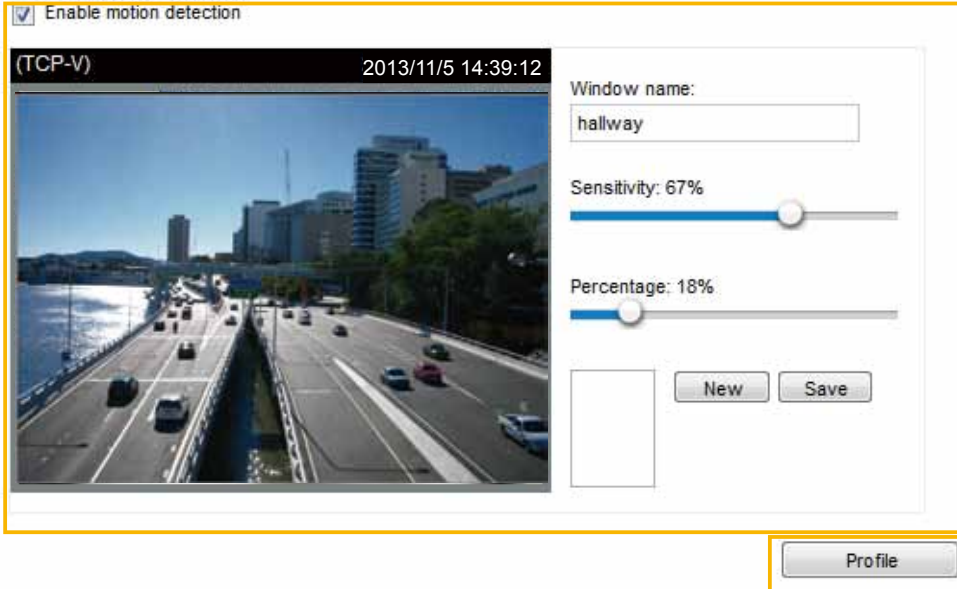 Enable motion detection
(TCP-V) 2013/11/5 14:39:12
Window name:
hallway
Sensitivity: 67%
Percentage: 18%
New Save
Profile